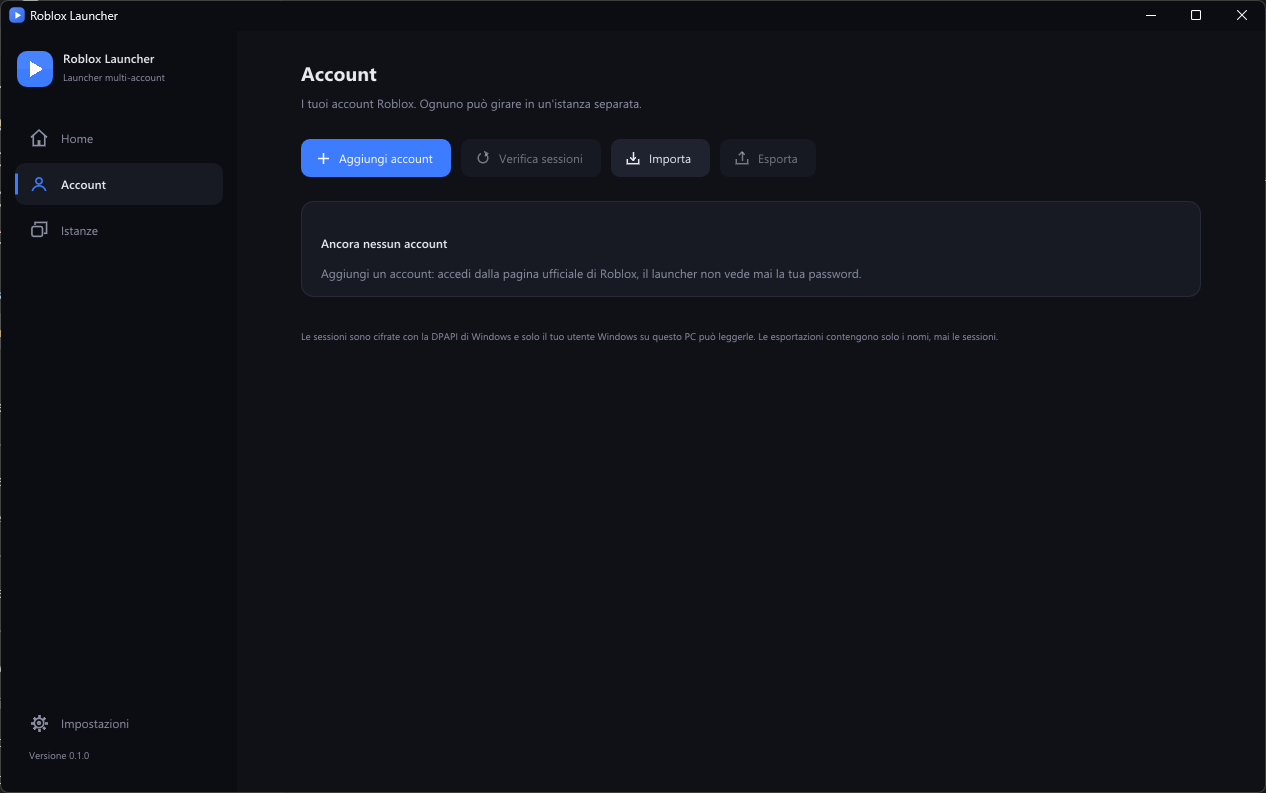 Roblox Launcher
Roblox Launcher
Launcher multi-account
Home
Account
Istanze
Impostazioni
Versione 0.1.0
Account
I tuoi account Roblox. Ognuno può girare in un'istanza separata.
Aggiungi account
Verifica sessioni
Importa
Esporta
Ancora nessun account
Aggiungi un account: accedi dalla pagina ufficiale di Roblox, il launcher non vede mai la tua password.
Le sessioni sono cifrate con la DPAPI di Windows e solo il tuo utente Windows su questo PC può leggerle. Le esportazioni contengono solo i nomi, mai le sessioni.